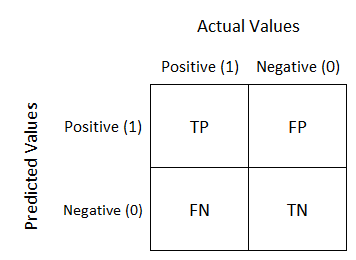 Actual Values
Positive (1) Negative (0)
Predicted Values
Positive (1) TP FP
Negative (0) FN TN